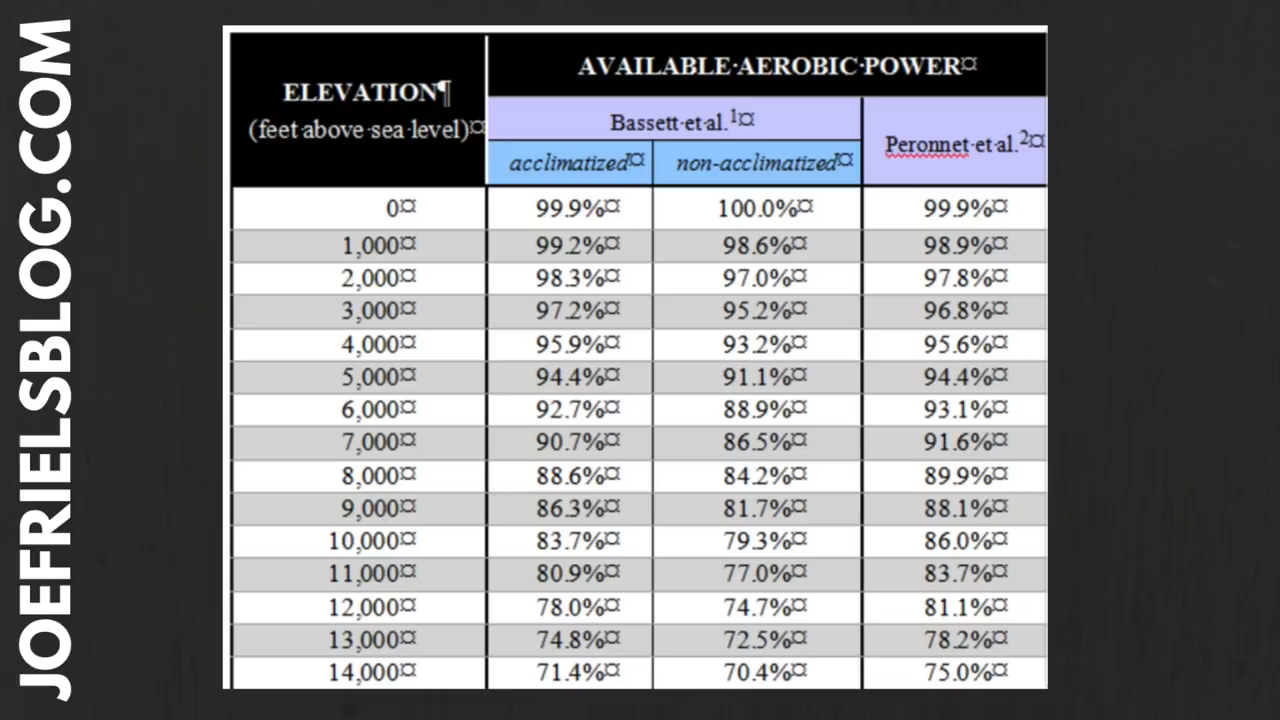 JOEFRIELSBLOG.COM
ELEVATION¶
(feet·above·sea·level)¤
AVAILABLE·AEROBIC·POWER¤
Bassett·et·al.¹¤
Peronnet·et·al.²¤
acclimatized¤ non-acclimatized¤
0¤ 99.9%¤ 100.0%¤ 99.9%¤
1,000¤ 99.2%¤ 98.6%¤ 98.9%¤
2,000¤ 98.3%¤ 97.0%¤ 97.8%¤
3,000¤ 97.2%¤ 95.2%¤ 96.8%¤
4,000¤ 95.9%¤ 93.2%¤ 95.6%¤
5,000¤ 94.4%¤ 91.1%¤ 94.4%¤
6,000¤ 92.7%¤ 88.9%¤ 93.1%¤
7,000¤ 90.7%¤ 86.5%¤ 91.6%¤
8,000¤ 88.6%¤ 84.2%¤ 89.9%¤
9,000¤ 86.3%¤ 81.7%¤ 88.1%¤
10,000¤ 83.7%¤ 79.3%¤ 86.0%¤
11,000¤ 80.9%¤ 77.0%¤ 83.7%¤
12,000¤ 78.0%¤ 74.7%¤ 81.1%¤
13,000¤ 74.8%¤ 72.5%¤ 78.2%¤
14,000¤ 71.4%¤ 70.4%¤ 75.0%¤